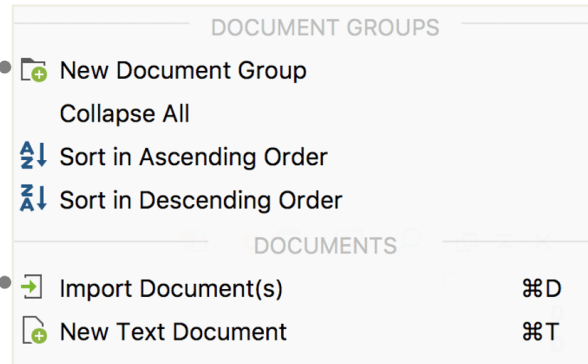 DOCUMENT GROUPS
New Document Group
Collapse All
Sort in Ascending Order
Sort in Descending Order
DOCUMENTS
Import Document(s) ⌘D
New Text Document ⌘T